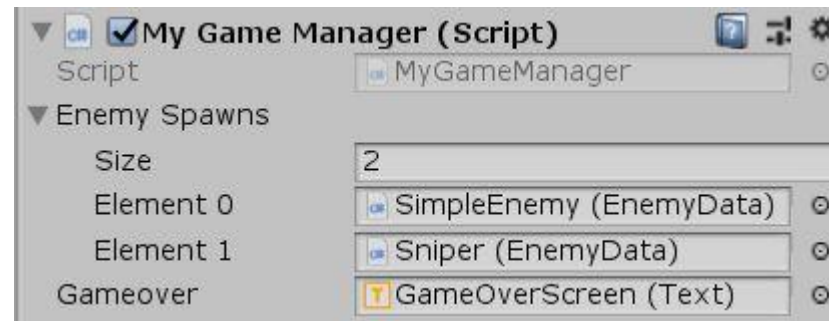 My Game Manager (Script)
Script MyGameManager
Enemy Spawns
Size 2
Element 0 SimpleEnemy (EnemyData)
Element 1 Sniper (EnemyData)
Gameover GameOverScreen (Text)